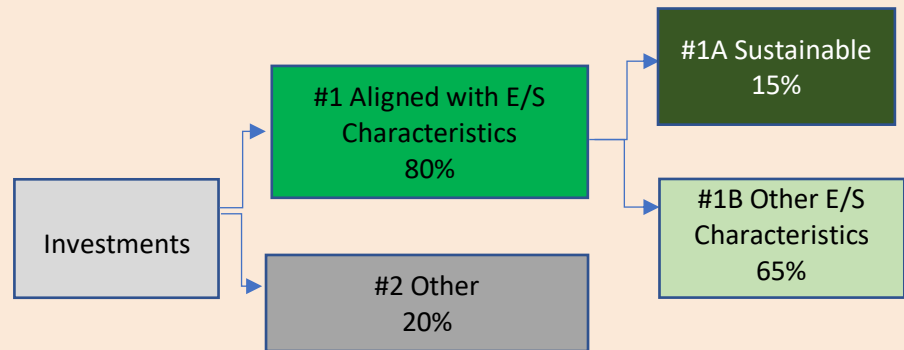 #1A Sustainable
15%
#1 Aligned with E/S
Characteristics
80%
#1B Other E/S
Characteristics
65%
Investments
#2 Other
20%